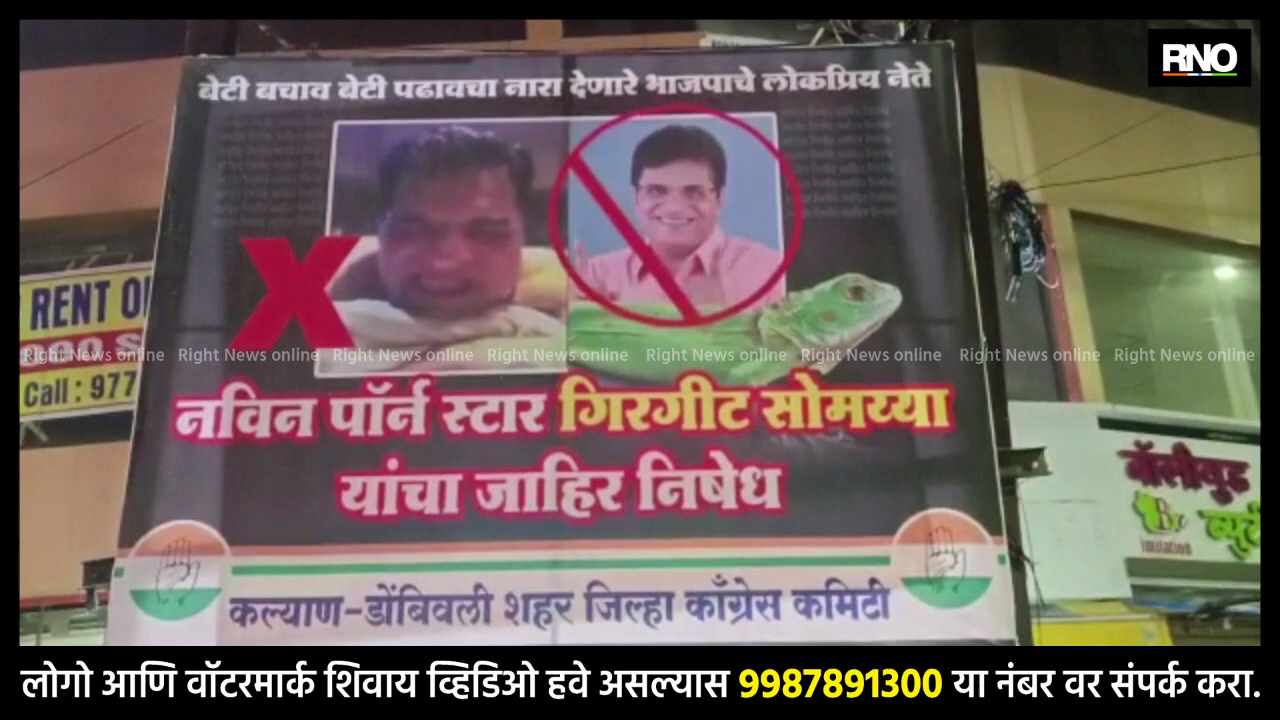 RNO
बेटी बचाव बेटी पढावचा नारा देणारे भाजपाचे लोकप्रिय नेते
X
RENT
Call : 977
Right News online Right News online Right News online Right News online Right News online Right News online Right News online Right News online
नविन पॉर्न स्टार गिरगीट सोमय्या
यांचा जाहिर निषेध
बॉलीवुड
imitation
कल्याण-डोंबिवली शहर जिल्हा काँग्रेस कमिटी
लोगो आणि वॉटरमार्क शिवाय व्हिडिओ हवे असल्यास 9987891300 या नंबर वर संपर्क करा.